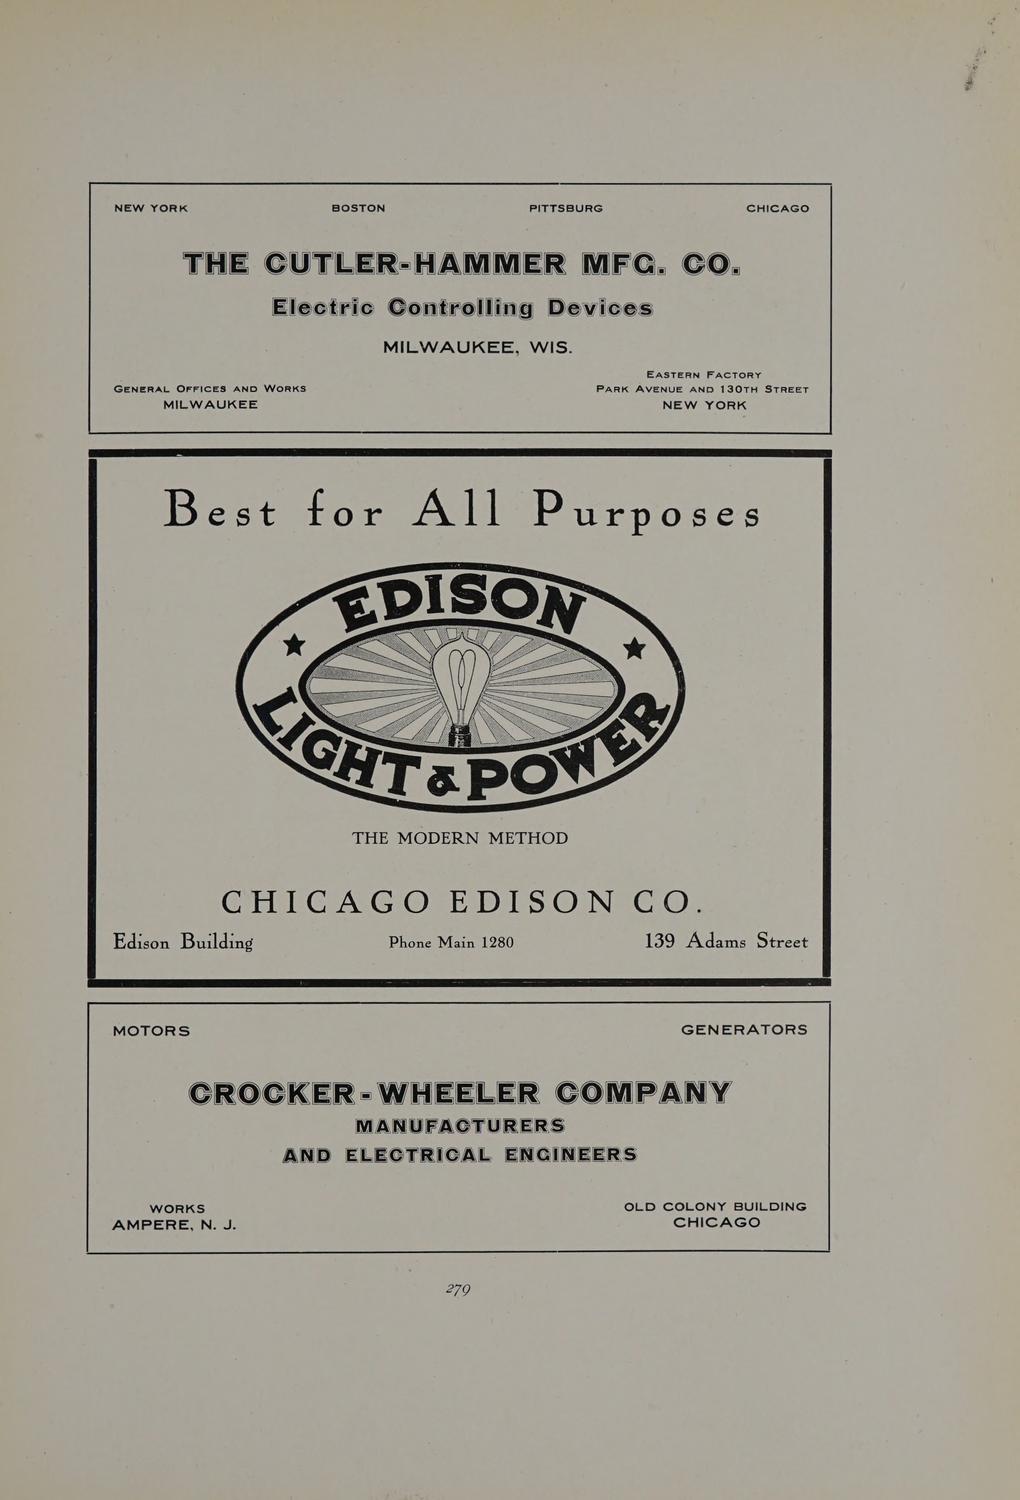 NEW YORK BOSTON PITTSBURG CHICAGO
THE CUTLER-HAMMER MFG. CO.
Electric Controlling Devices
MILWAUKEE, WIS.
GENERAL OFFICES AND WORKS
MILWAUKEE
EASTERN FACTORY
PARK AVENUE AND 130TH STREET
NEW YORK
Best for All Purposes
EDISON
LIGHT & POWER
THE MODERN METHOD
CHICAGO EDISON CO.
Edison Building Phone Main 1280 139 Adams Street
MOTORS GENERATORS
CROCKER-WHEELER COMPANY
MANUFACTURERS
AND ELECTRICAL ENGINEERS
WORKS
AMPERE, N. J.
OLD COLONY BUILDING
CHICAGO
279